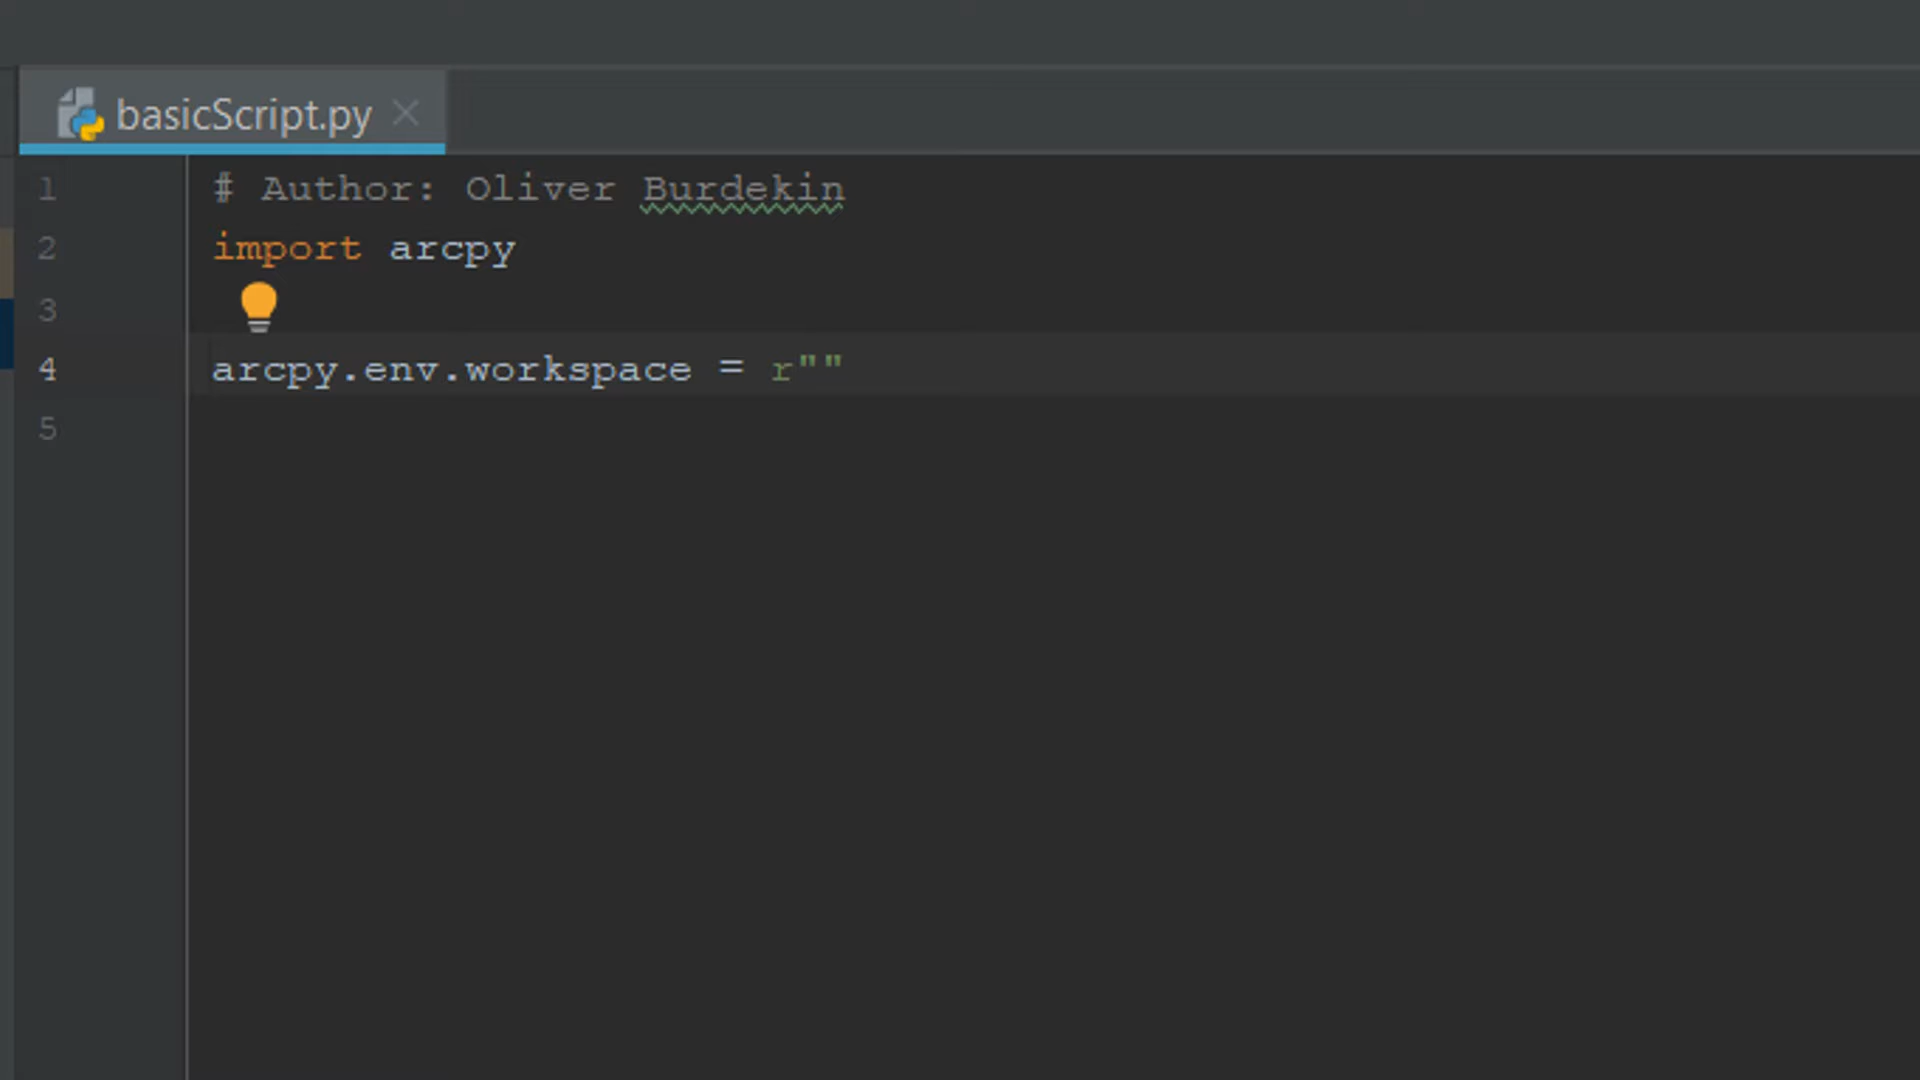 basicScript.py
1 # Author: Oliver Burdekin
2 import arcpy
3
4 arcpy.env.workspace = r""
5